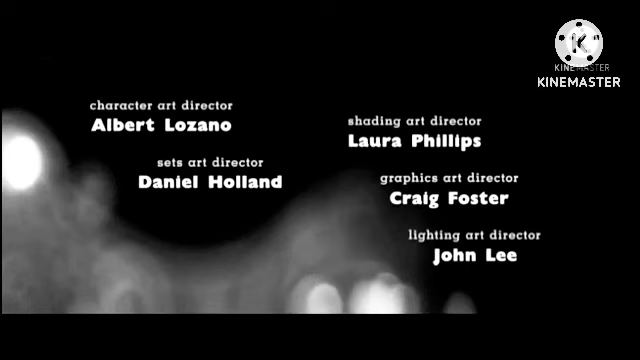 character art director
Albert Lozano
sets art director
Daniel Holland
shading art director
Laura Phillips
graphics art director
Craig Foster
lighting art director
John Lee
KINEMASTER
KINEMASTER